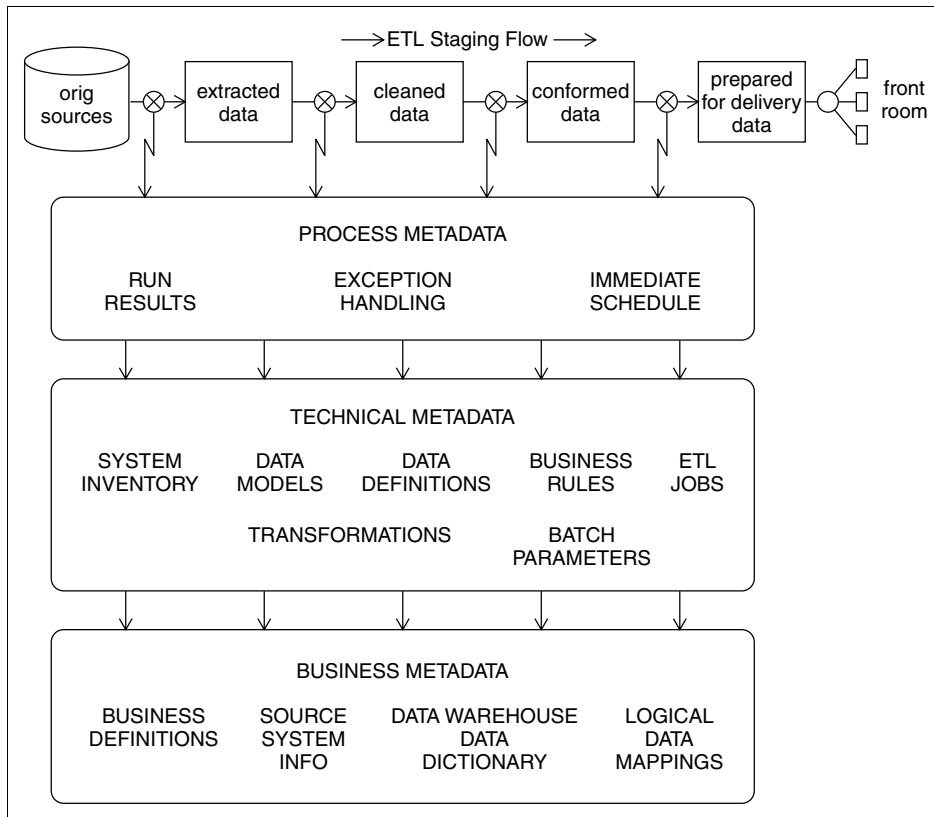 ETL Staging Flow
orig
sources
extracted
data
cleaned
data
conformed
data
prepared
for delivery
data
front
room
PROCESS METADATA
RUN
RESULTS
EXCEPTION
HANDLING
IMMEDIATE
SCHEDULE
TECHNICAL METADATA
SYSTEM
INVENTORY
DATA
MODELS
DATA
DEFINITIONS
BUSINESS
RULES
ETL
JOBS
TRANSFORMATIONS
BATCH
PARAMETERS
BUSINESS METADATA
BUSINESS
DEFINITIONS
SOURCE
SYSTEM
INFO
DATA WAREHOUSE
DATA
DICTIONARY
LOGICAL
DATA
MAPPINGS